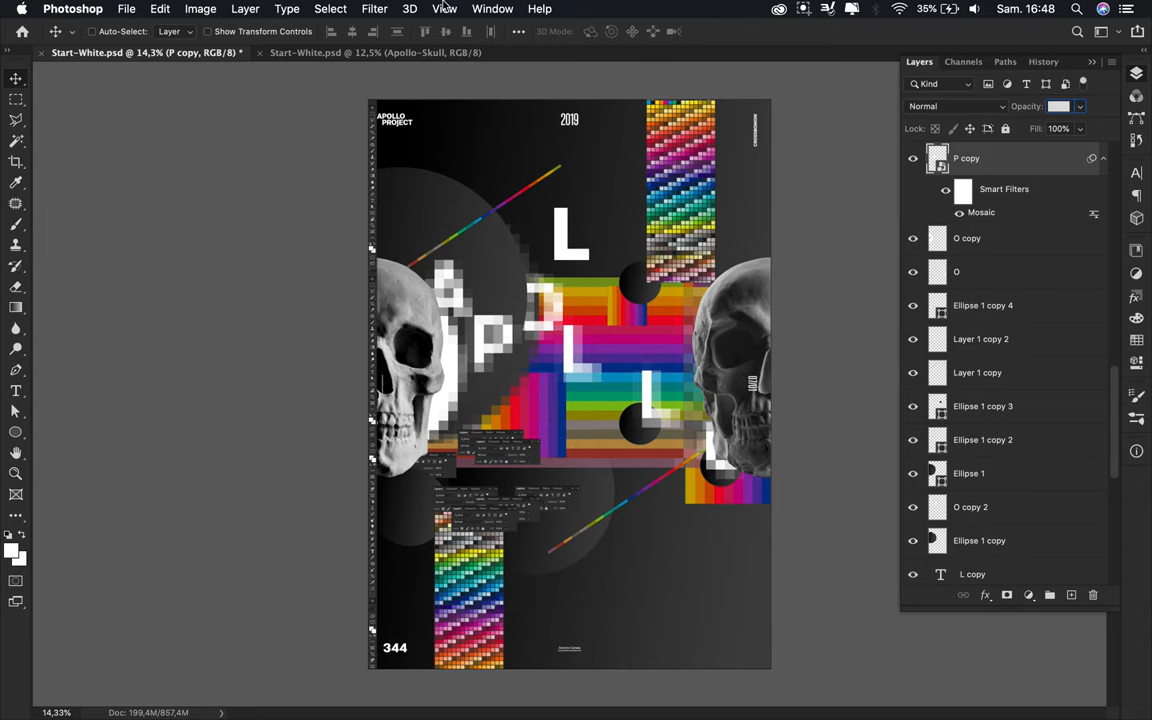 Photoshop File Edit Image Layer Type Select Filter 3D View Window Help 35% Sam. 16:48
Auto-Select: Layer Show Transform Controls 3D Mode:
Start-White.psd @ 14,3% (P copy, RGB/8) * Start-White.psd @ 12,5% (Apollo-Skull, RGB/8)
Layers Channels Paths History
Kind
Normal Opacity:
Lock: Fill: 100%
P copy
Smart Filters
Mosaic
O copy
O
Ellipse 1 copy 4
Layer 1 copy 2
Layer 1 copy
Ellipse 1 copy 3
Ellipse 1 copy 2
Ellipse 1
O copy 2
Ellipse 1 copy
L copy
APOLLO
PROJECT
2019
L
A
P
L
L
344
14,33% Doc: 199,4M/857,4M